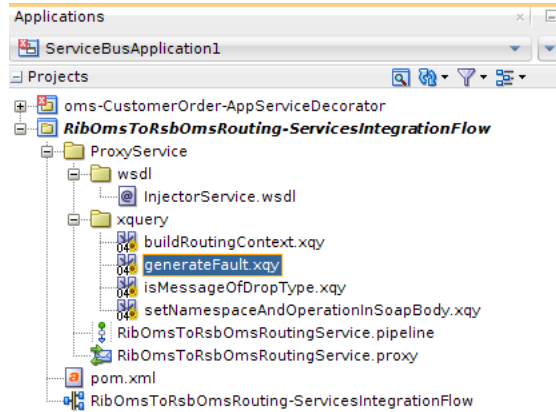 Applications
ServiceBusApplication1
Projects
oms-CustomerOrder-AppServiceDecorator
RibOmsToRsbOmsRouting-ServicesIntegrationFlow
ProxyService
wsdl
InjectorService.wsdl
xquery
buildRoutingContext.xqy
generateFault.xqy
isMessageOfDropType.xqy
setNamespaceAndOperationInSoapBody.xqy
RibOmsToRsbOmsRoutingService.pipeline
RibOmsToRsbOmsRoutingService.proxy
pom.xml
RibOmsToRsbOmsRouting-ServicesIntegrationFlow